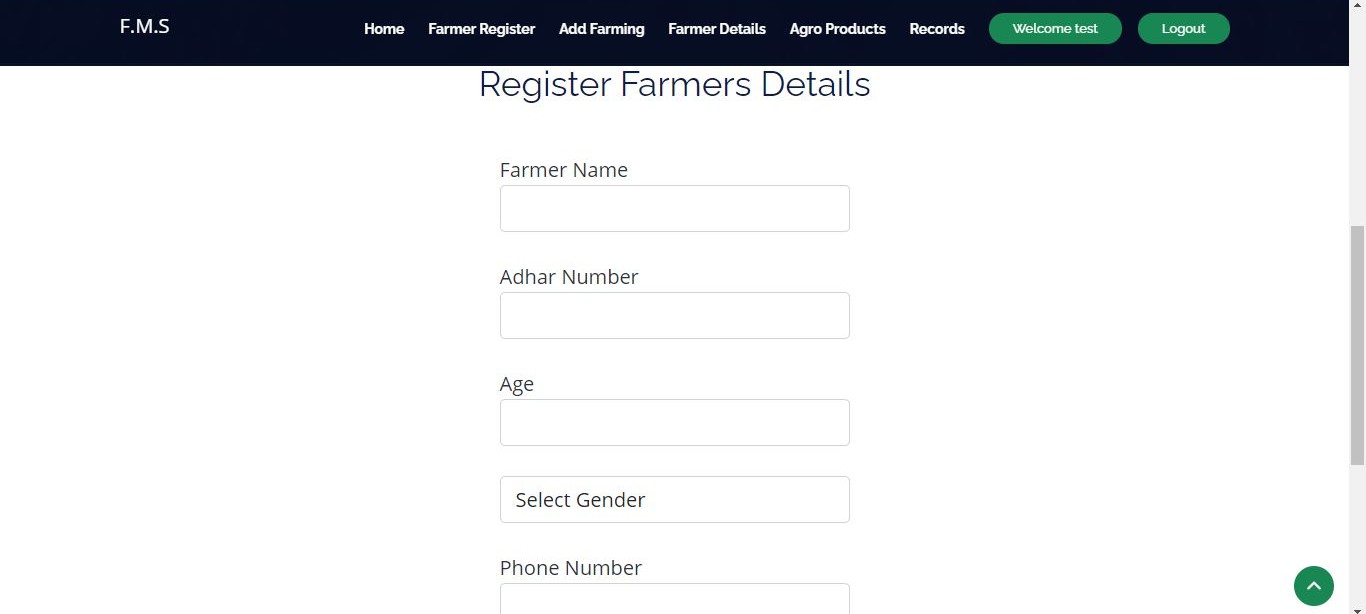 F.M.S
Home Farmer Register Add Farming Farmer Details Agro Products Records Welcome test Logout
Register Farmers Details
Farmer Name
Adhar Number
Age
Select Gender
Phone Number